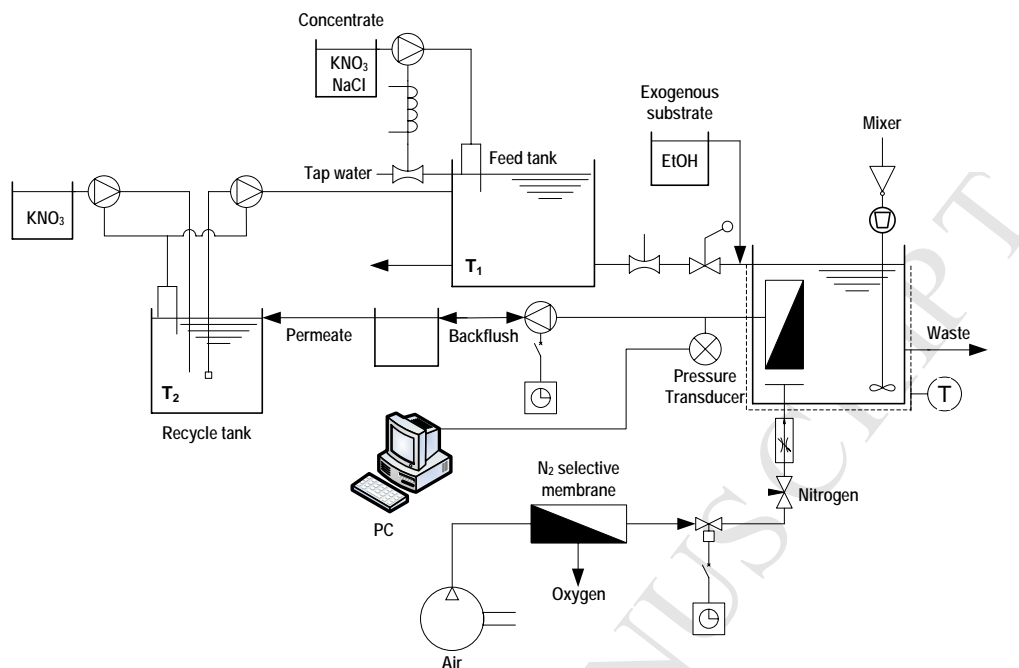 Concentrate
KNO₃
NaCl
Exogenous
substrate
EtOH
Mixer
Tap water
Feed tank
KNO₃
T₁
T₂
Permeate
Backflush
Waste
Pressure
Transducer
T
Recycle tank
PC
N₂ selective
membrane
Nitrogen
Oxygen
Air
NUSCRIPT